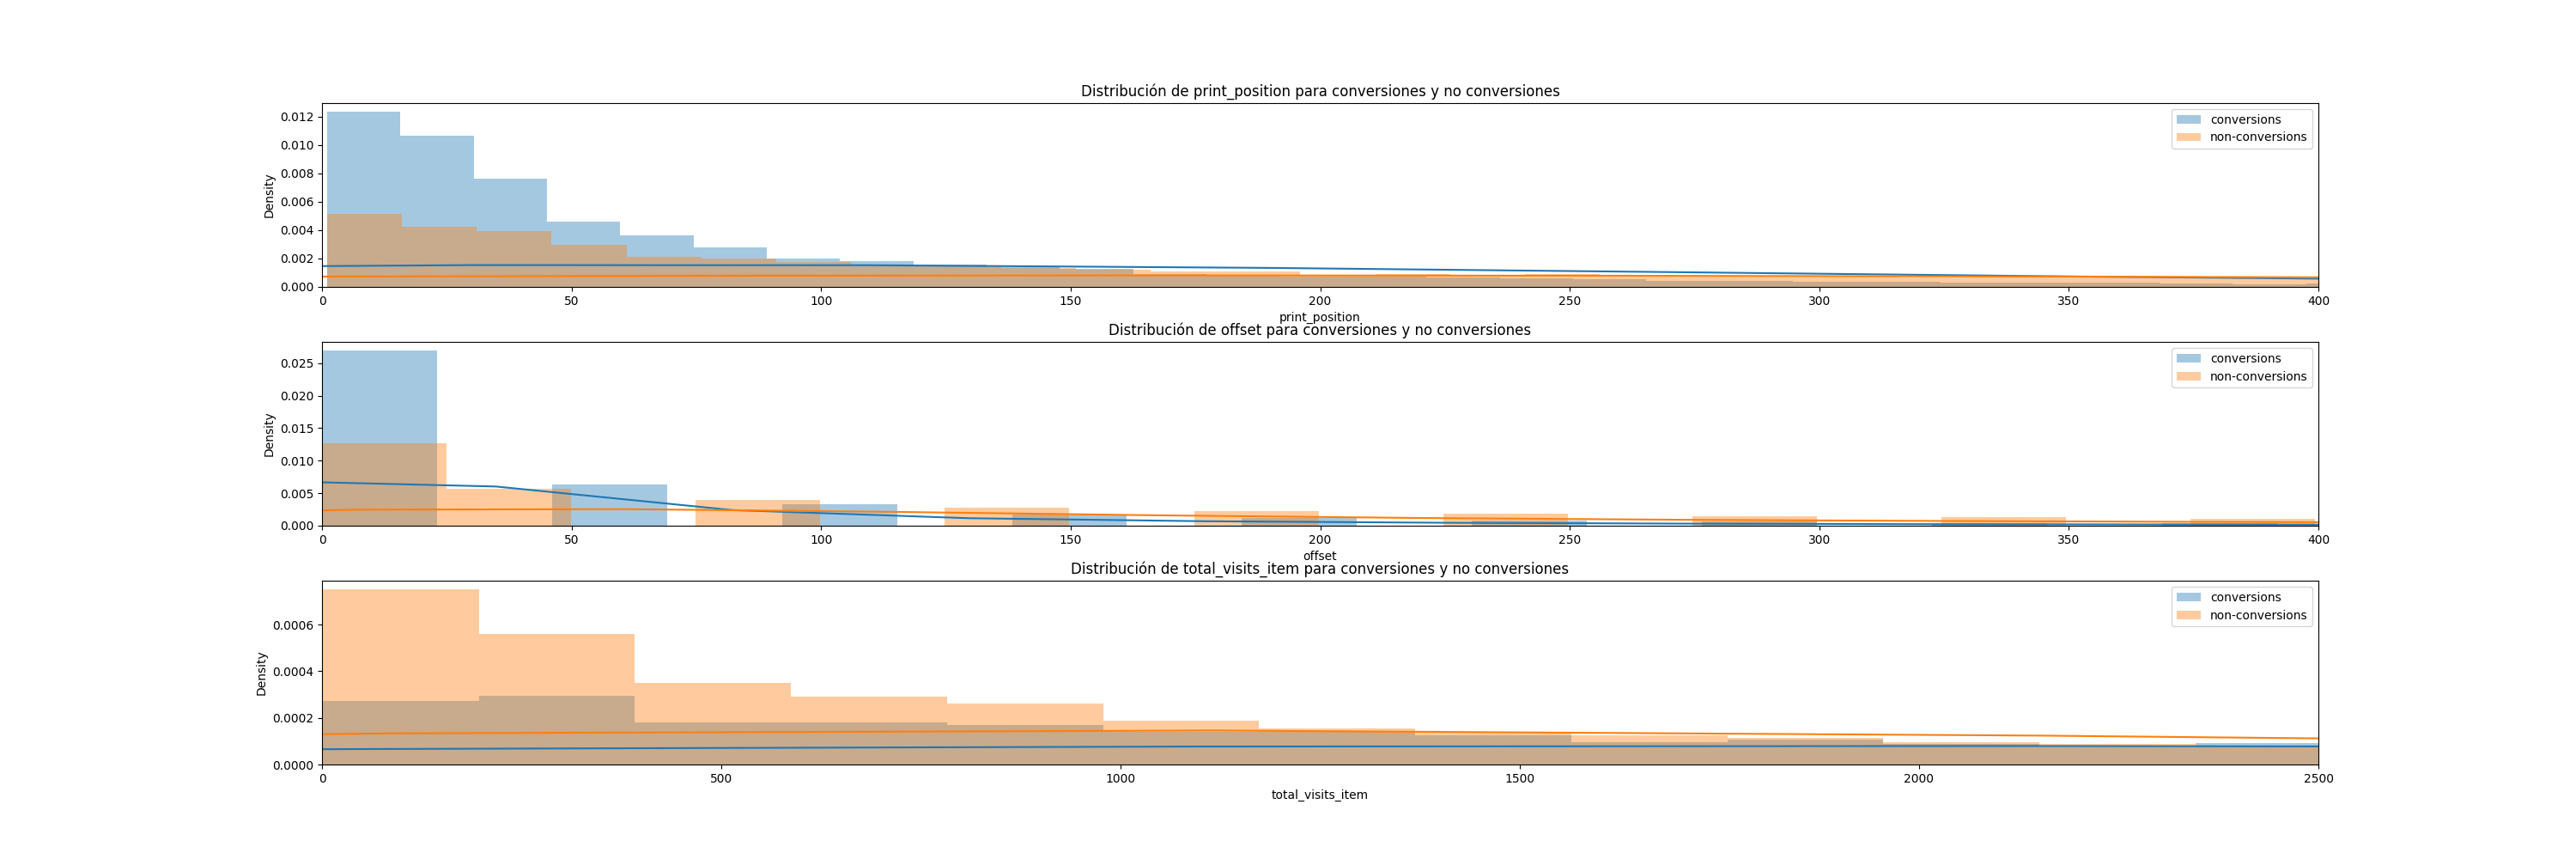 Distribución de print_position para conversiones y no conversiones
conversions
non-conversions
Density
0.012
0.010
0.008
0.006
0.004
0.002
0.000
0 50 100 150 200 250 300 350 400
print_position
Distribución de offset para conversiones y no conversiones
conversions
non-conversions
Density
0.025
0.020
0.015
0.010
0.005
0.000
0 50 100 150 200 250 300 350 400
offset
Distribución de total_visits_item para conversiones y no conversiones
conversions
non-conversions
Density
0.0006
0.0004
0.0002
0.0000
0 500 1000 1500 2000 2500
total_visits_item